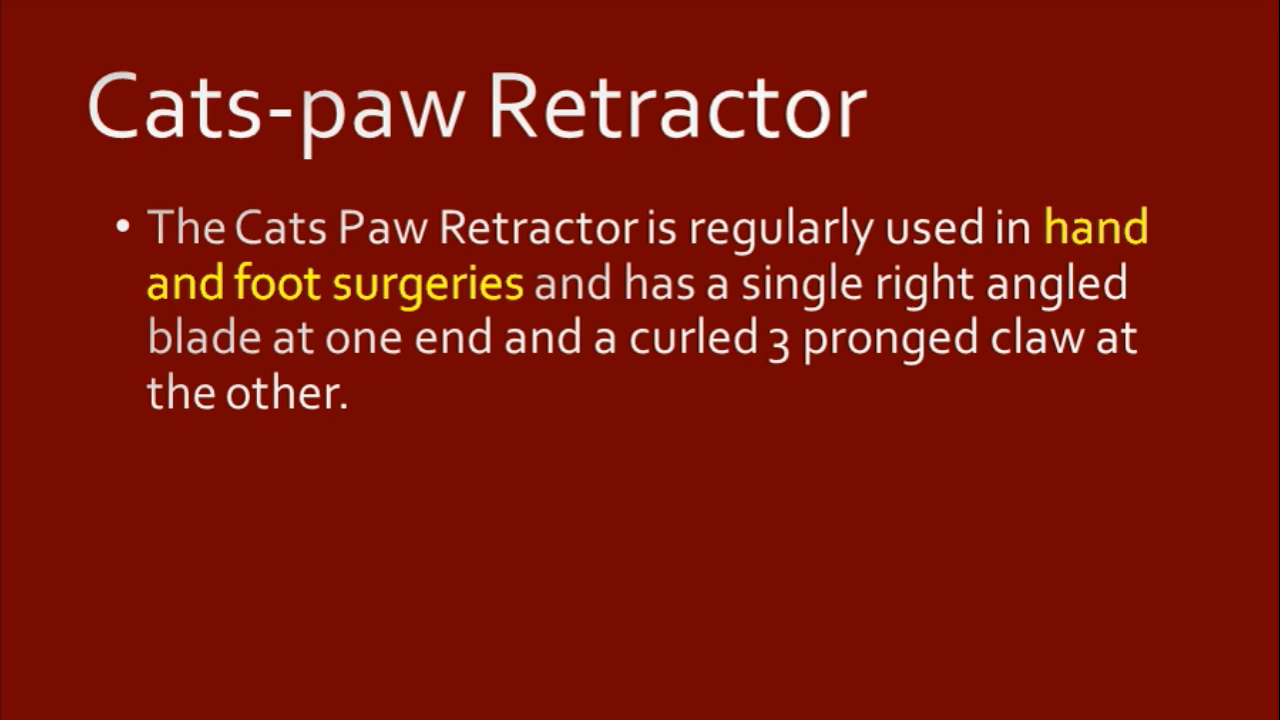 Cats-paw Retractor
• The Cats Paw Retractor is regularly used in hand
and foot surgeries and has a single right angled
blade at one end and a curled 3 pronged claw at
the other.